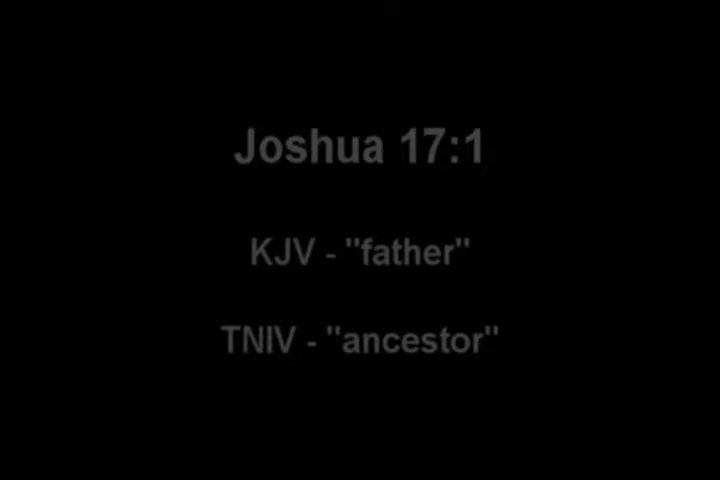 Joshua 17:1
KJV - "father"
TNIV - "ancestor"